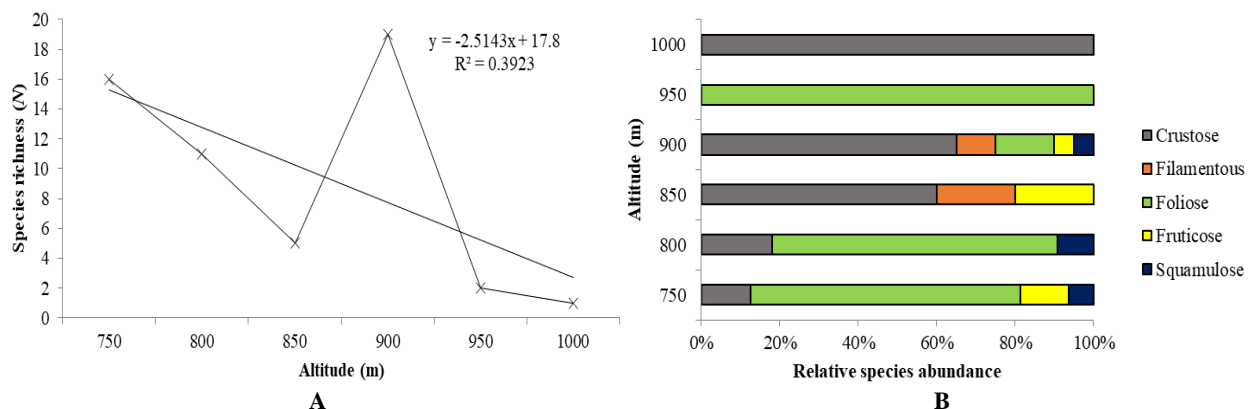 20
18
16
14
12
10
8
6
4
2
0
Species richness (N)
y = -2.5143x + 17.8
R² = 0.3923
750 800 850 900 950 1000
Altitude (m)
A
1000
950
900
850
800
750
Altitude (m)
0% 20% 40% 60% 80% 100%
Relative species abundance
B
Crustose
Filamentous
Foliose
Fruticose
Squamulose